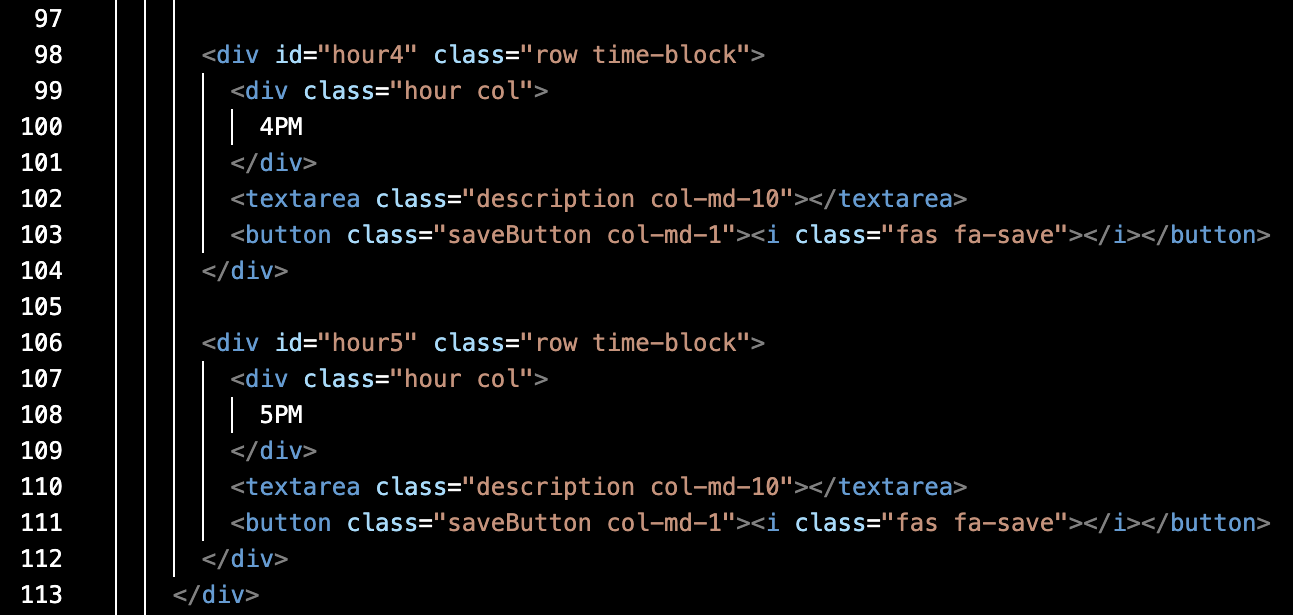 97
98 <div id="hour4" class="row time-block">
99 <div class="hour col">
100 4PM
101 </div>
102 <textarea class="description col-md-10"></textarea>
103 <button class="saveButton col-md-1"><i class="fas fa-save"></i></button>
104 </div>
105
106 <div id="hour5" class="row time-block">
107 <div class="hour col">
108 5PM
109 </div>
110 <textarea class="description col-md-10"></textarea>
111 <button class="saveButton col-md-1"><i class="fas fa-save"></i></button>
112 </div>
113 </div>